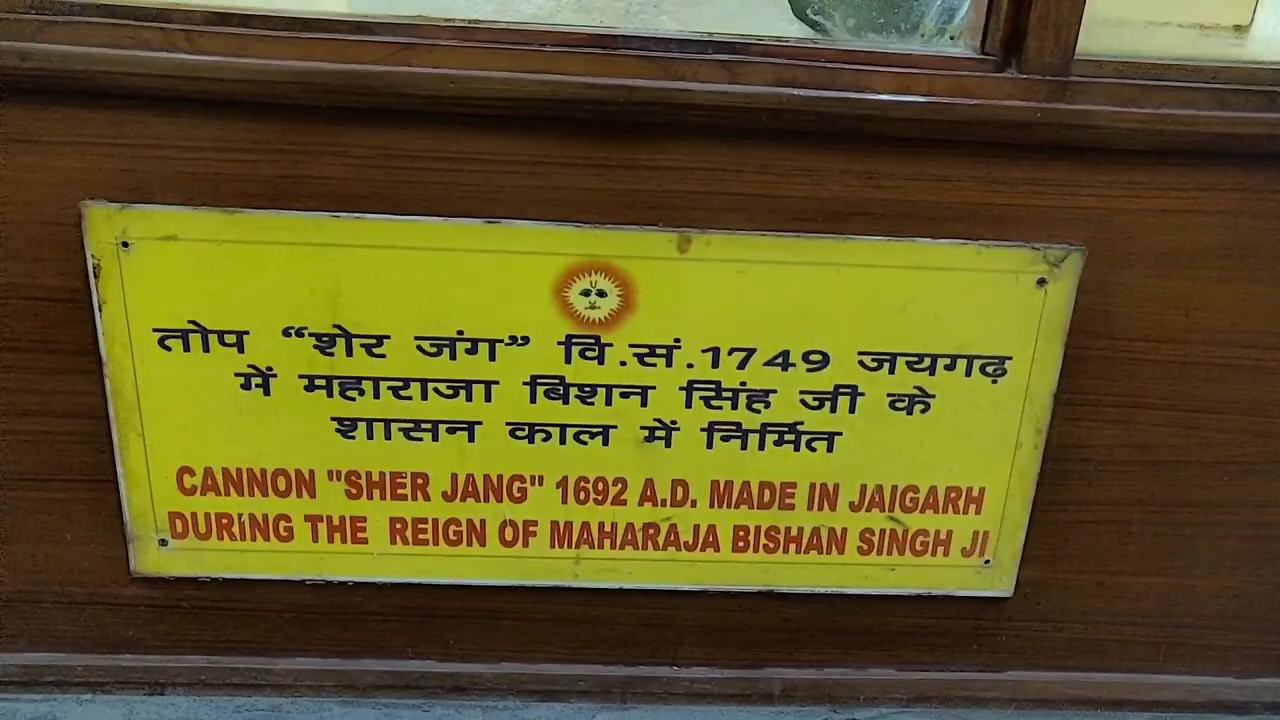 तोप “शेर जंग” वि.सं.1749 जयगढ़
में महाराजा बिशन सिंह जी के
शासन काल में निर्मित
CANNON "SHER JANG" 1692 A.D. MADE IN JAIGARH
DURING THE REIGN OF MAHARAJA BISHAN SINGH JI